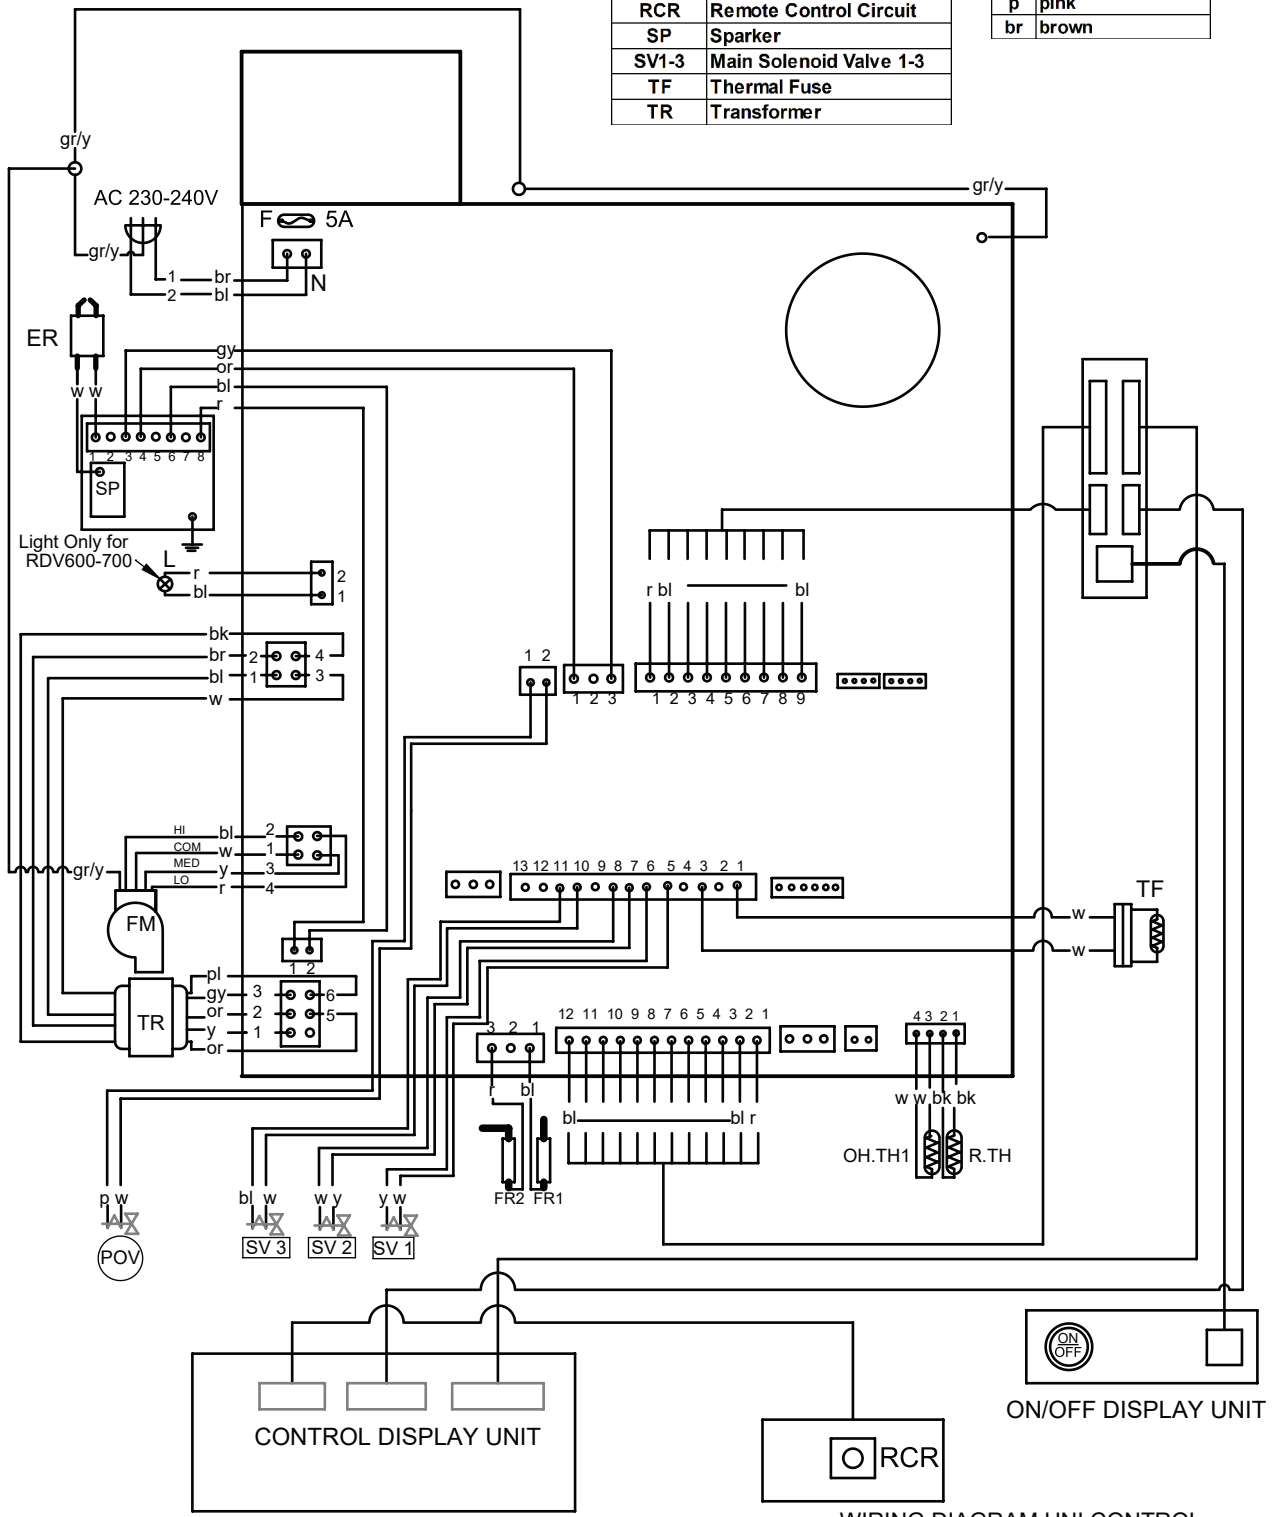 RCR Remote Control Circuit
SP Sparker
SV1-3 Main Solenoid Valve 1-3
TF Thermal Fuse
TR Transformer
p pink
br brown
gr/y
gr/y
AC 230-240V
F 5A
gr/y
1 br
2 bl
N
ER
gy
or
bl
r
w w
1 2 3 4 5 6 7 8
SP
Light Only for
RDV600-700
L
r 2
bl 1
r bl bl
bk
br 2 4
bl 1 3
w
1 2
1 2 3
1 2 3 4 5 6 7 8 9
HI bl 2
COM w 1
MED y 3
LO r 4
gr/y
FM
13 12 11 10 9 8 7 6 5 4 3 2 1
TF
w
w
1 2
pl
gy 3 6
or 2 5
y 1
or
TR
3 2 1
12 11 10 9 8 7 6 5 4 3 2 1
4 3 2 1
r bl
bl bl r
w w bk bk
OH.TH1 R.TH
FR2 FR1
p w
bl w
w y
y w
POV
SV 3
SV 2
SV 1
ON
OFF
ON/OFF DISPLAY UNIT
CONTROL DISPLAY UNIT
RCR
WIRING DIAGRAM UNI CONTROL